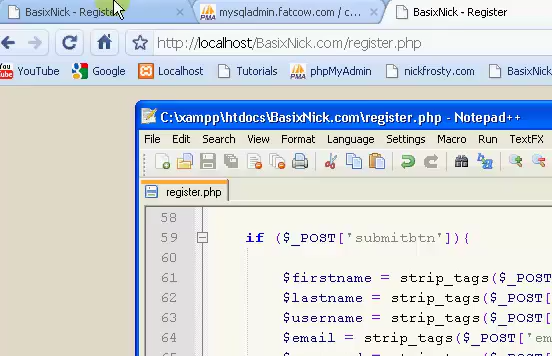 BasixNick - Register
mysqladmin.fatcow.com / c...
BasixNick - Register
http://localhost/BasixNick.com/register.php
YouTube
Google
Localhost
Tutorials
phpMyAdmin
nickfrosty.com
BasixNick
C:\xampp\htdocs\BasixNick.com\register.php - Notepad++
File Edit Search View Format Language Settings Macro Run TextFX
register.php
58
59 if ($_POST['submitbtn']){
60
61 $firstname = strip_tags($_POST[
62 $lastname = strip_tags($_POST['
63 $username = strip_tags($_POST['
64 $email = strip_tags($_POST['em